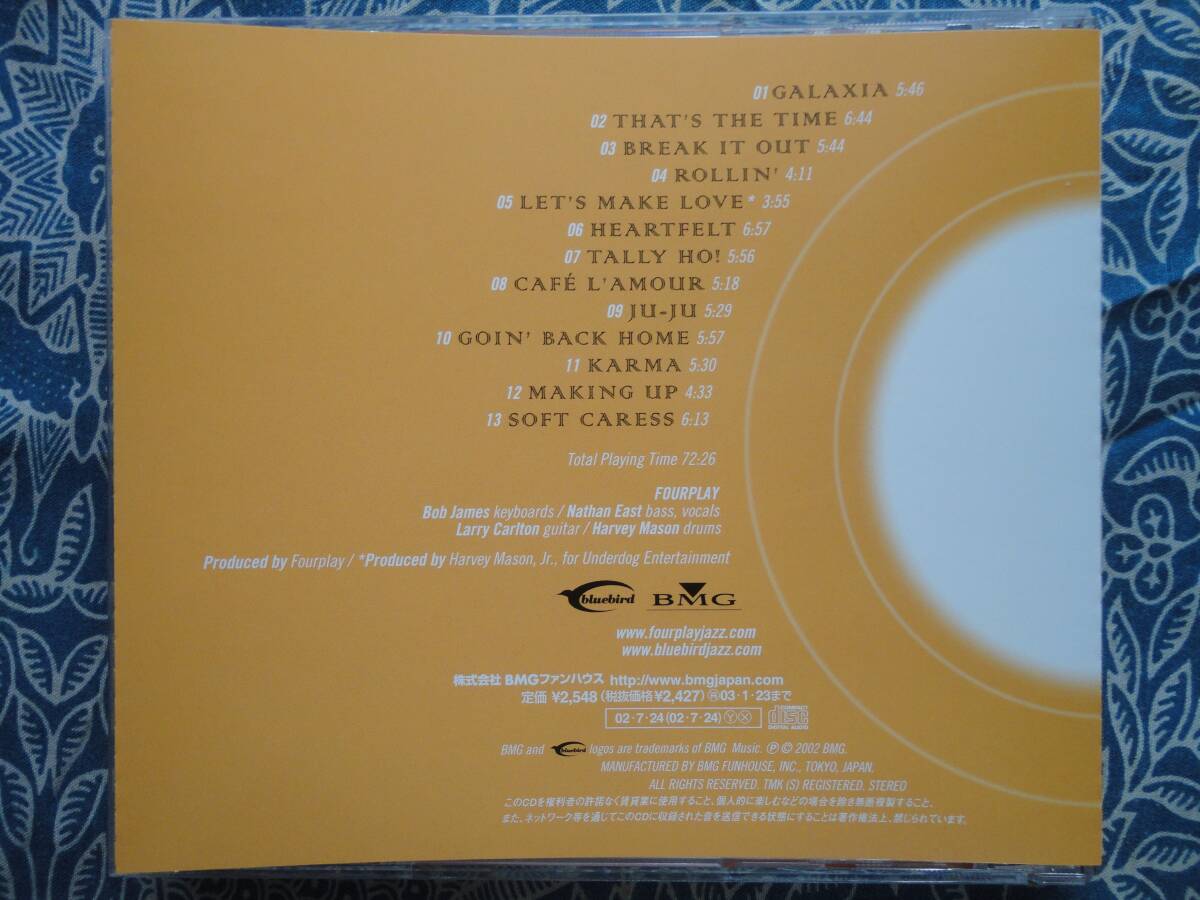 01 GALAXIA 5:46
02 THAT'S THE TIME 6:44
03 BREAK IT OUT 5:44
04 ROLLIN' 4:11
05 LET'S MAKE LOVE* 3:55
06 HEARTFELT 6:57
07 TALLY HO! 5:56
08 CAFÉ L'AMOUR 5:18
09 JU-JU 5:29
10 GOIN' BACK HOME 5:57
11 KARMA 5:30
12 MAKING UP 4:33
13 SOFT CARESS 6:13
Total Playing Time 72:26
FOURPLAY
Bob James keyboards / Nathan East bass, vocals
Larry Carlton guitar / Harvey Mason drums
Produced by Fourplay / *Produced by Harvey Mason, Jr., for Underdog Entertainment
bluebird BMG
www.fourplayjazz.com
www.bluebirdjazz.com
株式会社 BMGファンハウス http://www.bmgjapan.com
定価 ¥2,548 (税抜価格¥2,427) Ⓡ03・1・23まで
02・7・24(02・7・24) Ⓨ Ⓧ COMPACT disc DIGITAL AUDIO
BMG and bluebird logos are trademarks of BMG Music. Ⓟ © 2002 BMG.
MANUFACTURED BY BMG FUNHOUSE, INC., TOKYO, JAPAN.
ALL RIGHTS RESERVED. TMK (S) REGISTERED. STEREO
このCDを権利者の許諾なく賃貸業に使用すること、個人的に楽しむなどの場合を除き無断複製すること、
また、ネットワーク等を通じてこのCDに収録された音を送信できる状態にすることは著作権法上、禁じられています。